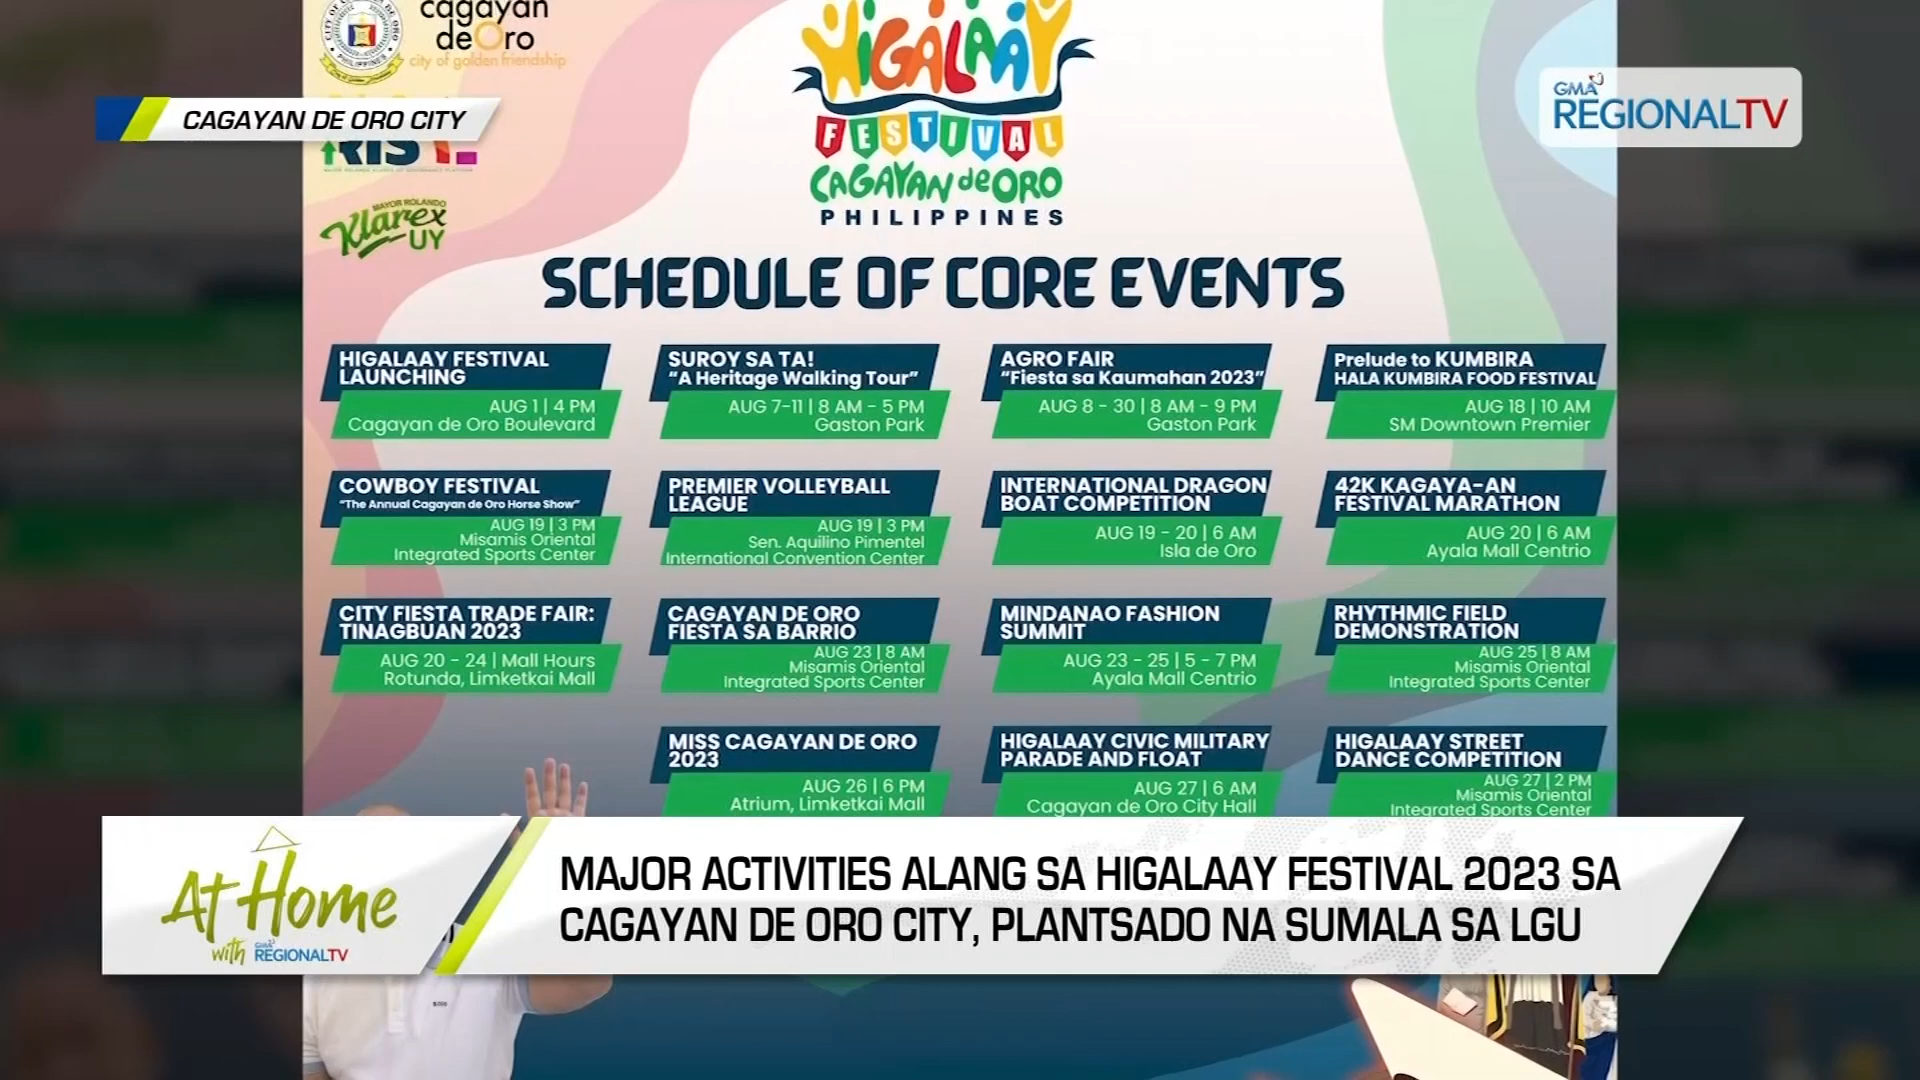 cagayan
deOro
city of golden friendship
CAGAYAN DE ORO CITY
RISE
MAYOR ROLANDO
Klarex
UY
HIGALAAY
FESTIVAL
CAGAYAN de ORO
PHILIPPINES
GMA
REGIONALTV
SCHEDULE OF CORE EVENTS
HIGALAAY FESTIVAL
LAUNCHING
AUG 1 | 4 PM
Cagayan de Oro Boulevard
SUROY SA TA!
"A Heritage Walking Tour"
AUG 7-11 | 8 AM - 5 PM
Gaston Park
AGRO FAIR
"Fiesta sa Kaumahan 2023"
AUG 8 - 30 | 8 AM - 9 PM
Gaston Park
Prelude to KUMBIRA
HALA KUMBIRA FOOD FESTIVAL
AUG 18 | 10 AM
SM Downtown Premier
COWBOY FESTIVAL
"The Annual Cagayan de Oro Horse Show"
AUG 19 | 3 PM
Misamis Oriental
Integrated Sports Center
PREMIER VOLLEYBALL
LEAGUE
AUG 19 | 3 PM
Sen. Aquilino Pimentel
International Convention Center
INTERNATIONAL DRAGON
BOAT COMPETITION
AUG 19 - 20 | 6 AM
Isla de Oro
42K KAGAYA-AN
FESTIVAL MARATHON
AUG 20 | 6 AM
Ayala Mall Centrio
CITY FIESTA TRADE FAIR:
TINAGBUAN 2023
AUG 20 - 24 | Mall Hours
Rotunda, Limketkai Mall
CAGAYAN DE ORO
FIESTA SA BARRIO
AUG 23 | 8 AM
Misamis Oriental
Integrated Sports Center
MINDANAO FASHION
SUMMIT
AUG 23 - 25 | 5 - 7 PM
Ayala Mall Centrio
RHYTHMIC FIELD
DEMONSTRATION
AUG 25 | 8 AM
Misamis Oriental
Integrated Sports Center
MISS CAGAYAN DE ORO
2023
AUG 26 | 6 PM
Atrium, Limketkai Mall
HIGALAAY CIVIC MILITARY
PARADE AND FLOAT
AUG 27 | 6 AM
Cagayan de Oro City Hall
HIGALAAY STREET
DANCE COMPETITION
AUG 27 | 2 PM
Misamis Oriental
Integrated Sports Center
At Home
with GMA REGIONALTV
MAJOR ACTIVITIES ALANG SA HIGALAAY FESTIVAL 2023 SA
CAGAYAN DE ORO CITY, PLANTSADO NA SUMALA SA LGU